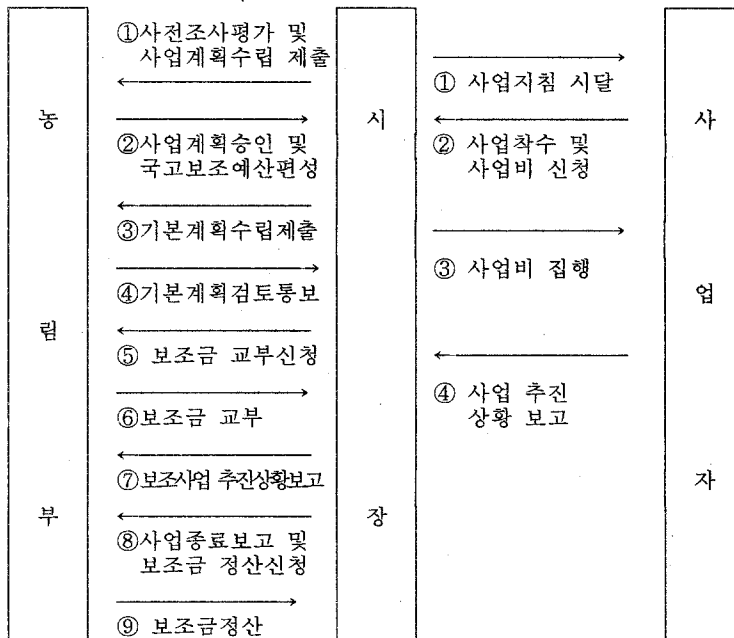 ①사전조사평가 및
사업계획수립 제출
② 사업계획승인 및
국고보조예산편성
③기본계획수립제출
④기본계획검토통보
⑤ 보조금 교부신청
⑥보조금 교부
⑦보조사업 추진상황보고
⑧사업종료보고 및
보조금 정산신청
⑨ 보조금정산
농
림
부
시
장
① 사업지침 시달
② 사업착수 및
사업비 신청
③ 사업비 집행
④ 사업 추진
상황 보고
사
업
자